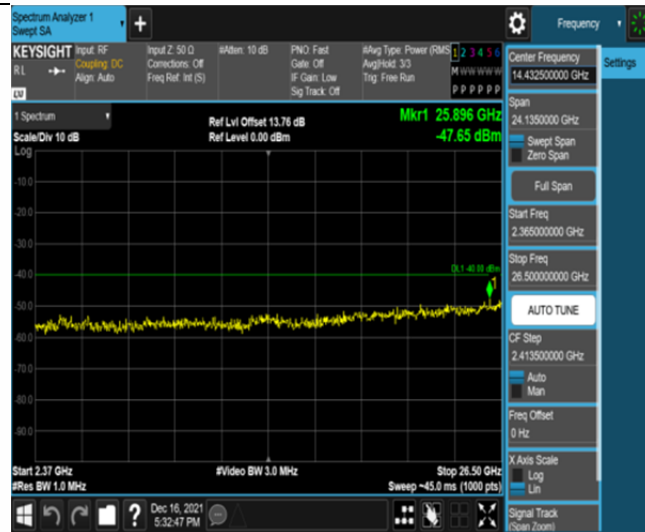 Spectrum Analyzer 1
Swept SA
+
Frequency
KEYSIGHT
RL
Input: RF
Coupling: DC
Align: Auto
Input Z: 50 Ω
Corrections: Off
Freq Ref: Int (S)
#Atten: 10 dB
PNO: Fast
Gate: Off
IF Gain: Low
Sig Track: Off
#Avg Type: Power (RMS
Avg|Hold: 3/3
Trig: Free Run
1 2 3 4 5 6
M W W W W W
P P P P P P
Center Frequency
14.432500000 GHz
Settings
Span
24.1350000 GHz
Swept Span
Zero Span
Full Span
Start Freq
2.365000000 GHz
Stop Freq
26.500000000 GHz
AUTO TUNE
CF Step
2.413500000 GHz
Auto
Man
Freq Offset
0 Hz
X Axis Scale
Log
Lin
Signal Track
(Span Zoom)
1 Spectrum
Scale/Div 10 dB
Log
Ref Lvl Offset 13.76 dB
Ref Level 0.00 dBm
Mkr1 25.896 GHz
-47.65 dBm
-10.0
-20.0
-30.0
-40.0
-50.0
-60.0
-70.0
-80.0
-90.0
DL1 -40.00 dBm
1
Start 2.37 GHz
#Res BW 1.0 MHz
#Video BW 3.0 MHz
Stop 26.50 GHz
Sweep ~45.0 ms (1000 pts)
?
Dec 16, 2021
5:32:47 PM